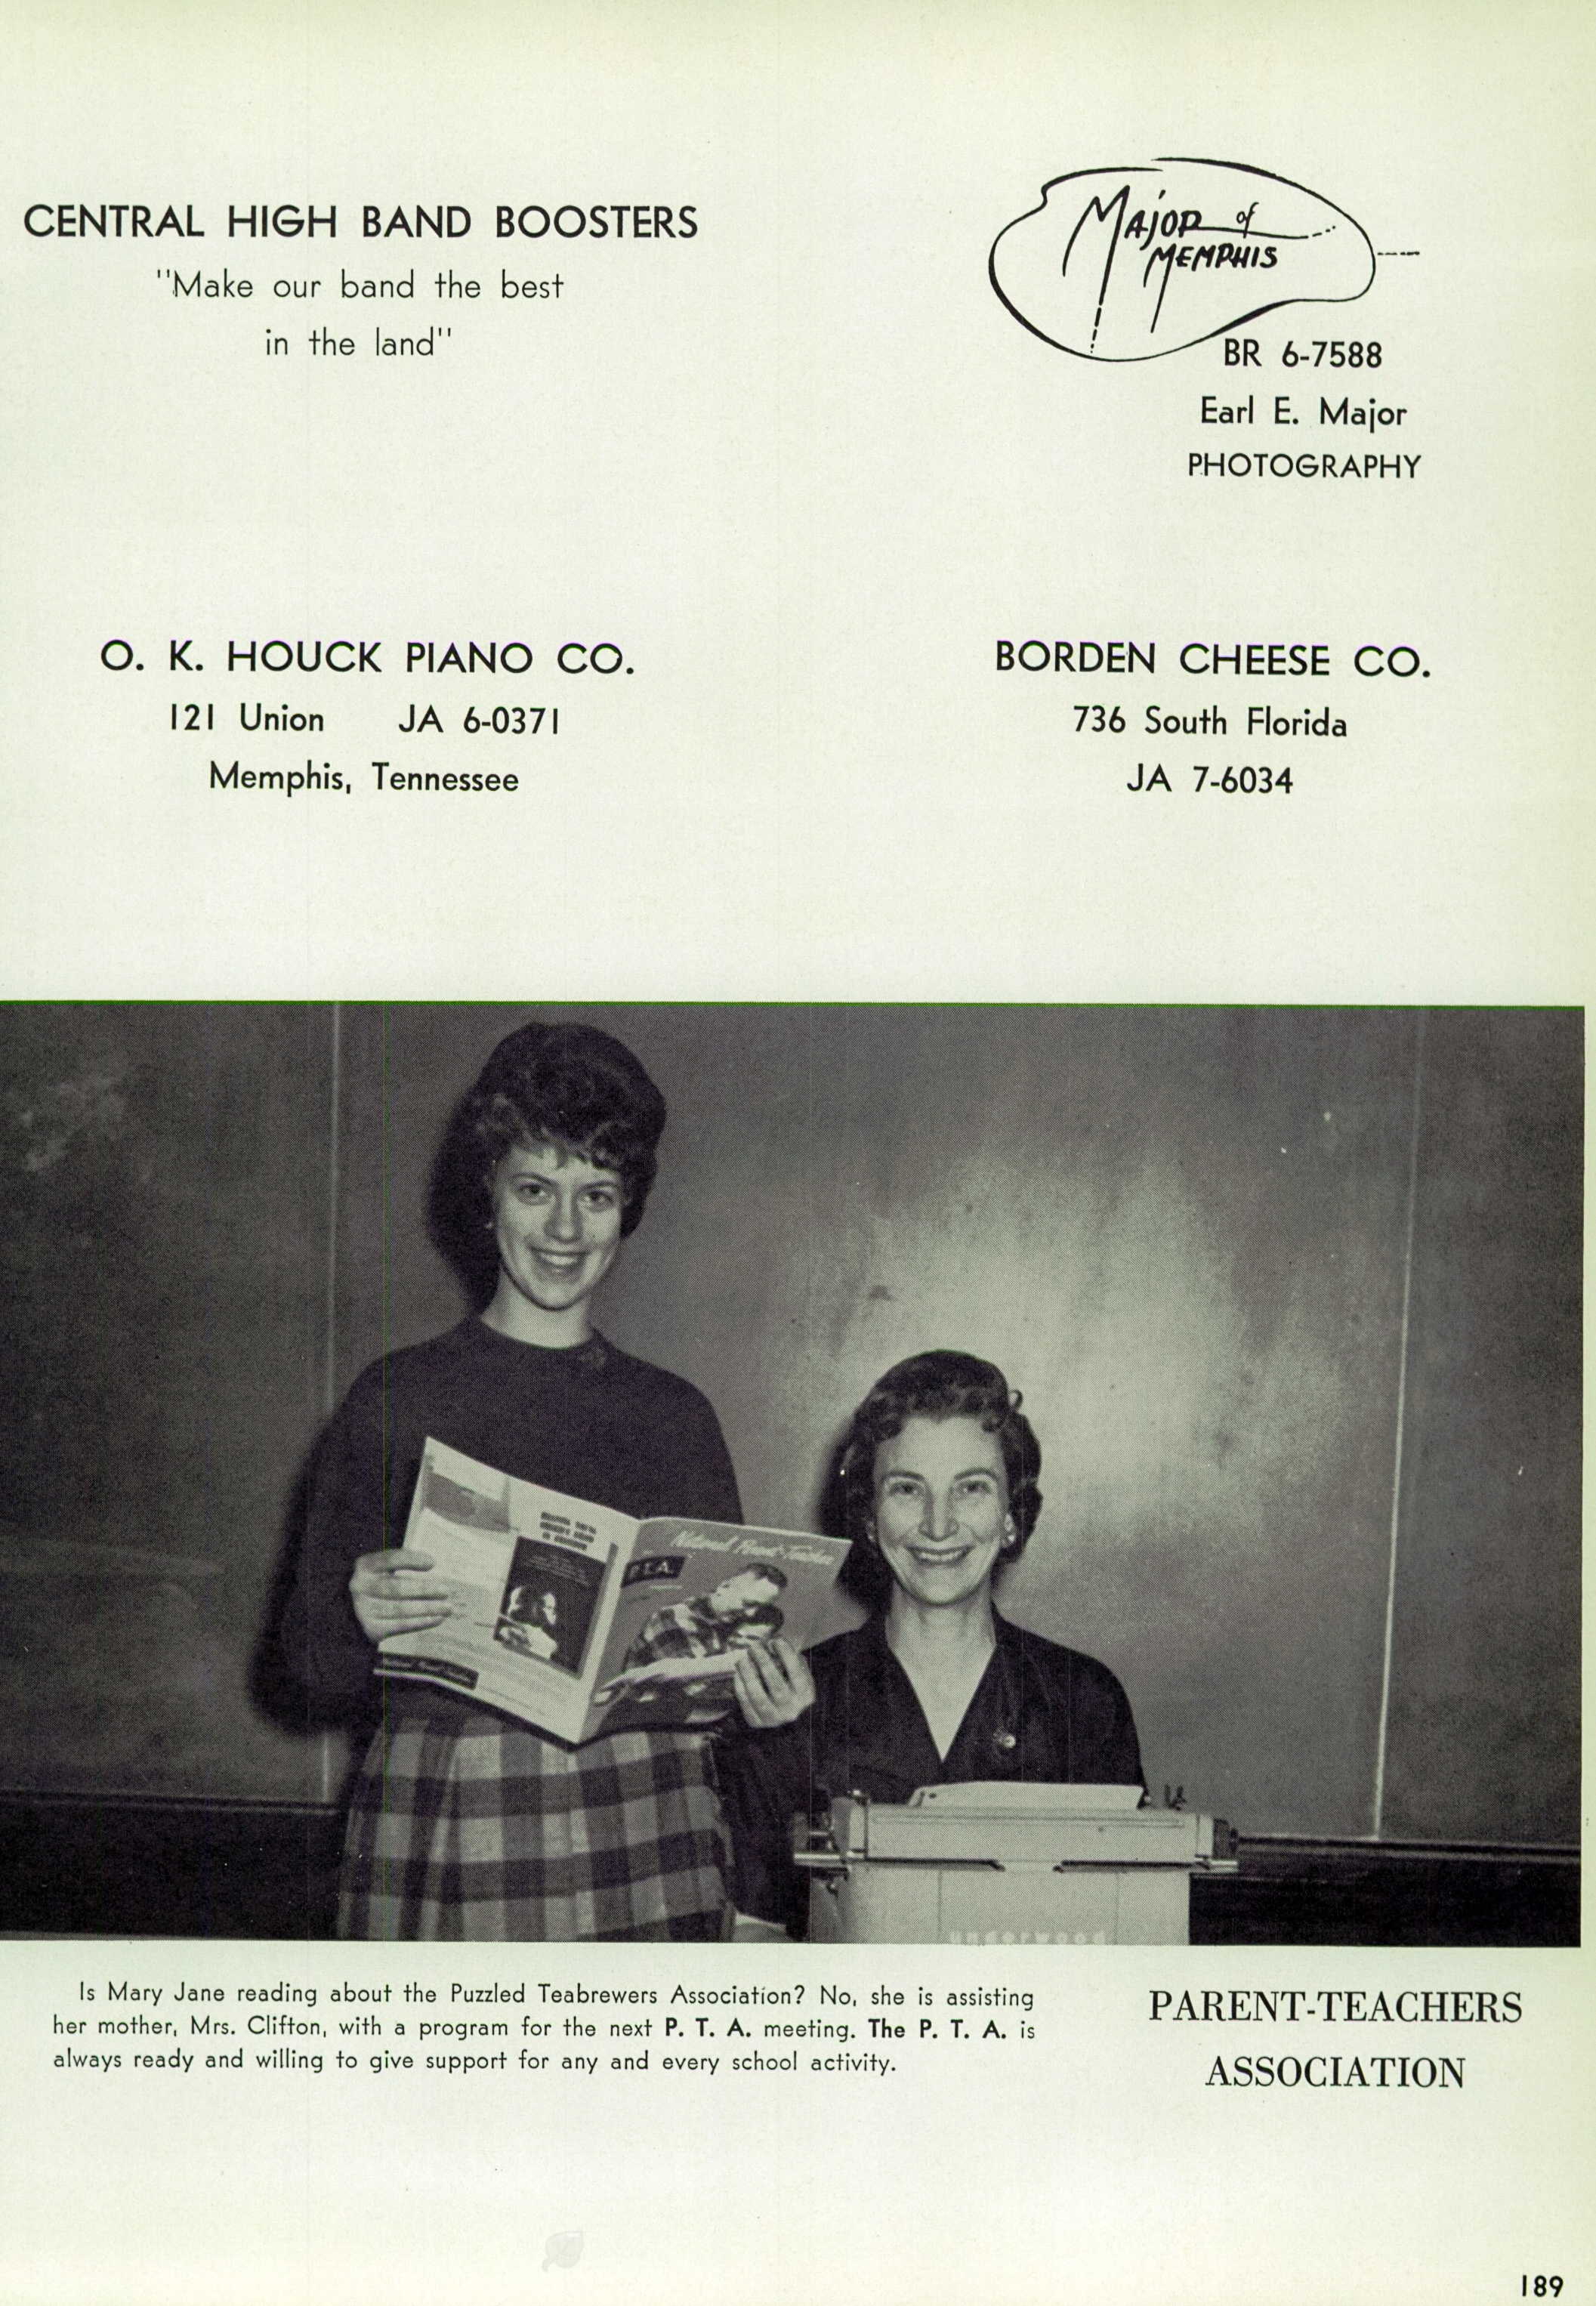 CENTRAL HIGH BAND BOOSTERS
"Make our band the best
in the land"
MAJOR of
MEMPHIS
BR 6-7588
Earl E. Major
PHOTOGRAPHY
O. K. HOUCK PIANO CO.
121 Union JA 6-0371
Memphis, Tennessee
BORDEN CHEESE CO.
736 South Florida
JA 7-6034
National Parent-Teacher
P.T.A.
underwood
Is Mary Jane reading about the Puzzled Teabrewers Association? No, she is assisting
her mother, Mrs. Clifton, with a program for the next P. T. A. meeting. The P. T. A. is
always ready and willing to give support for any and every school activity.
PARENT-TEACHERS
ASSOCIATION
189